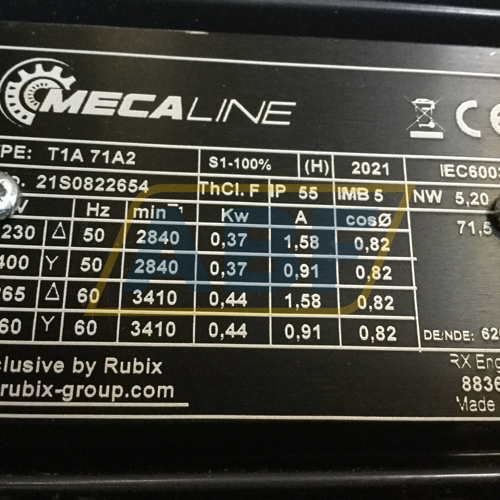 MECALINE
PE: T1A 71A2 S1-100% (H) 2021 IEC6003
21S0822654 ThCl. F IP 55 IMB 5 NW 5,20
V Hz min⁻¹ Kw A cosØ 71,5
230 Δ 50 2840 0,37 1,58 0,82
400 Y 50 2840 0,37 0,91 0,82
265 Δ 60 3410 0,44 1,58 0,82
60 Y 60 3410 0,44 0,91 0,82 DE/NDE: 620
clusive by Rubix RX Eng
rubix-group.com 8836
Made